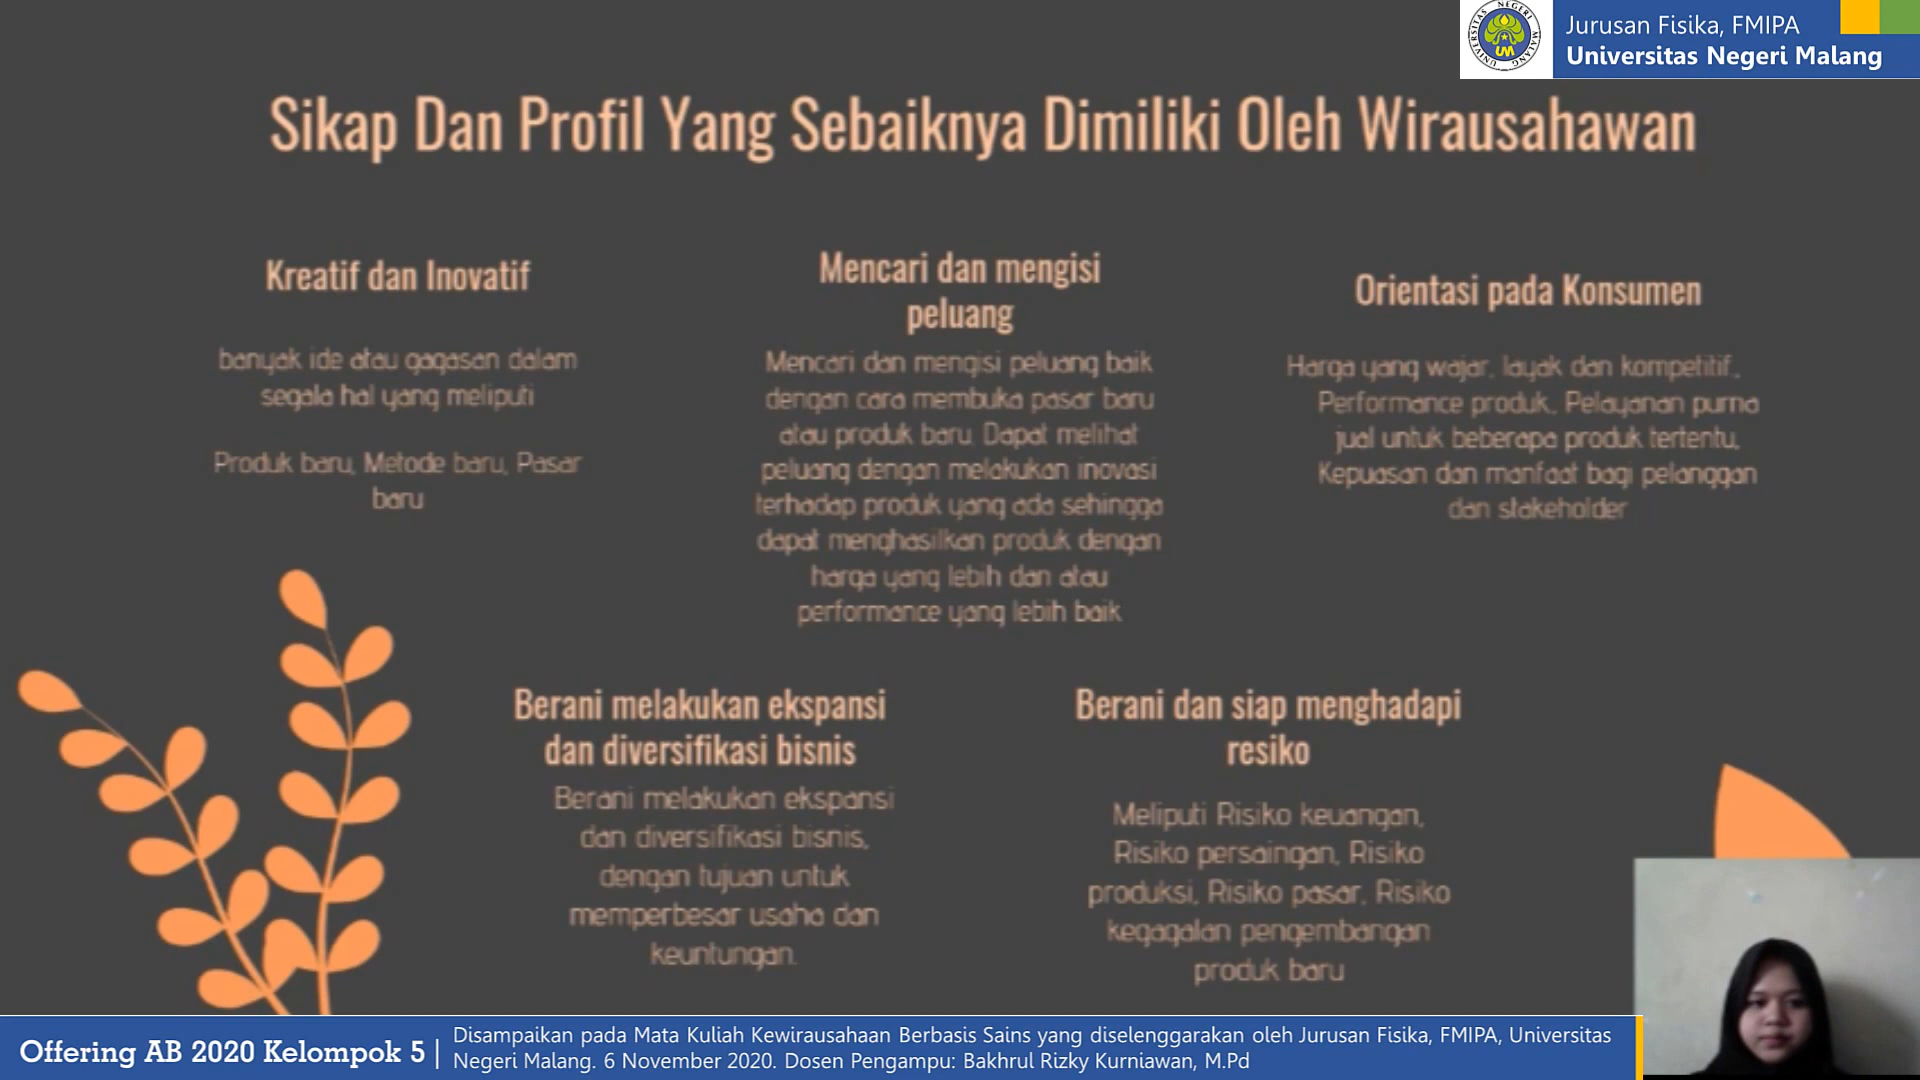 Jurusan Fisika, FMIPA
Universitas Negeri Malang
UNIVERSITAS NEGERI MALANG
UM
Sikap Dan Profil Yang Sebaiknya Dimiliki Oleh Wirausahawan
Kreatif dan Inovatif
banyak ide atau gagasan dalam
segala hal yang meliputi
Produk baru, Metode baru, Pasar
baru
Mencari dan mengisi
peluang
Mencari dan mengisi peluang baik
dengan cara membuka pasar baru
atau produk baru. Dapat melihat
peluang dengan melakukan inovasi
terhadap produk yang ada sehingga
dapat menghasilkan produk dengan
harga yang lebih dan atau
performance yang lebih baik
Orientasi pada Konsumen
Harga yang wajar, layak dan kompetitif.,
Performance produk, Pelayanan purna
jual untuk beberapa produk tertentu,
Kepuasan dan manfaat bagi pelanggan
dan stakeholder
Berani melakukan ekspansi
dan diversifikasi bisnis
Berani melakukan ekspansi
dan diversifikasi bisnis,
dengan tujuan untuk
memperbesar usaha dan
keuntungan.
Berani dan siap menghadapi
resiko
Meliputi Risiko keuangan,
Risiko persaingan, Risiko
produksi, Risiko pasar, Risiko
kegagalan pengembangan
produk baru
Offering AB 2020 Kelompok 5 |
Disampaikan pada Mata Kuliah Kewirausahaan Berbasis Sains yang diselenggarakan oleh Jurusan Fisika, FMIPA, Universitas
Negeri Malang. 6 November 2020. Dosen Pengampu: Bakhrul Rizky Kurniawan, M.Pd